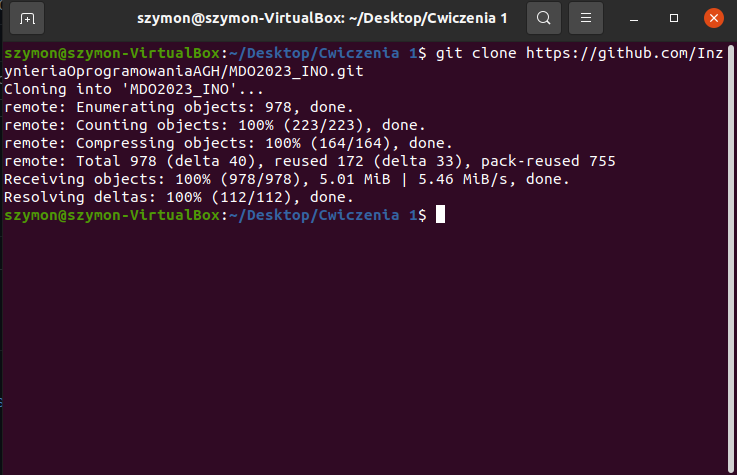 szymon@szymon-VirtualBox: ~/Desktop/Cwiczenia 1
szymon@szymon-VirtualBox:~/Desktop/Cwiczenia 1$ git clone https://github.com/Inz
ynieriaOprogramowaniaAGH/MDO2023_INO.git
Cloning into 'MDO2023_INO'...
remote: Enumerating objects: 978, done.
remote: Counting objects: 100% (223/223), done.
remote: Compressing objects: 100% (164/164), done.
remote: Total 978 (delta 40), reused 172 (delta 33), pack-reused 755
Receiving objects: 100% (978/978), 5.01 MiB | 5.46 MiB/s, done.
Resolving deltas: 100% (112/112), done.
szymon@szymon-VirtualBox:~/Desktop/Cwiczenia 1$